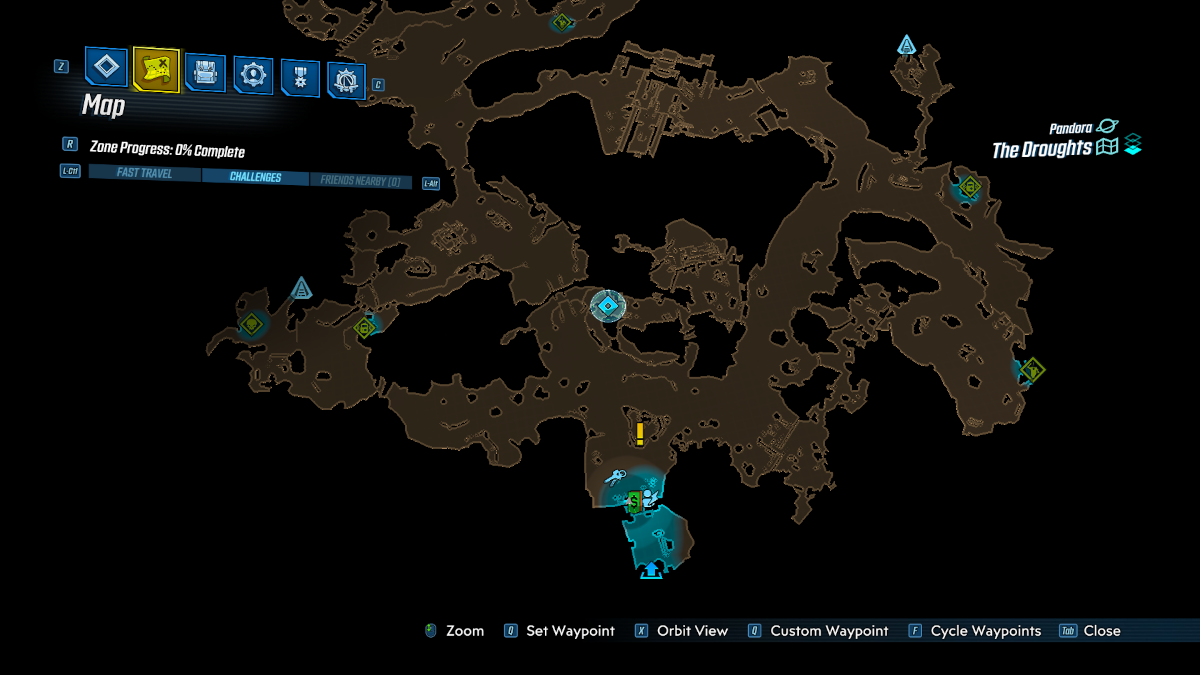 Z
C
Map
Pandora
The Droughts
R Zone Progress: 0% Complete
L-Ctl FAST TRAVEL CHALLENGES FRIENDS NEARBY [0] L-Alt
$
Zoom Q Set Waypoint X Orbit View Q Custom Waypoint F Cycle Waypoints Tab Close